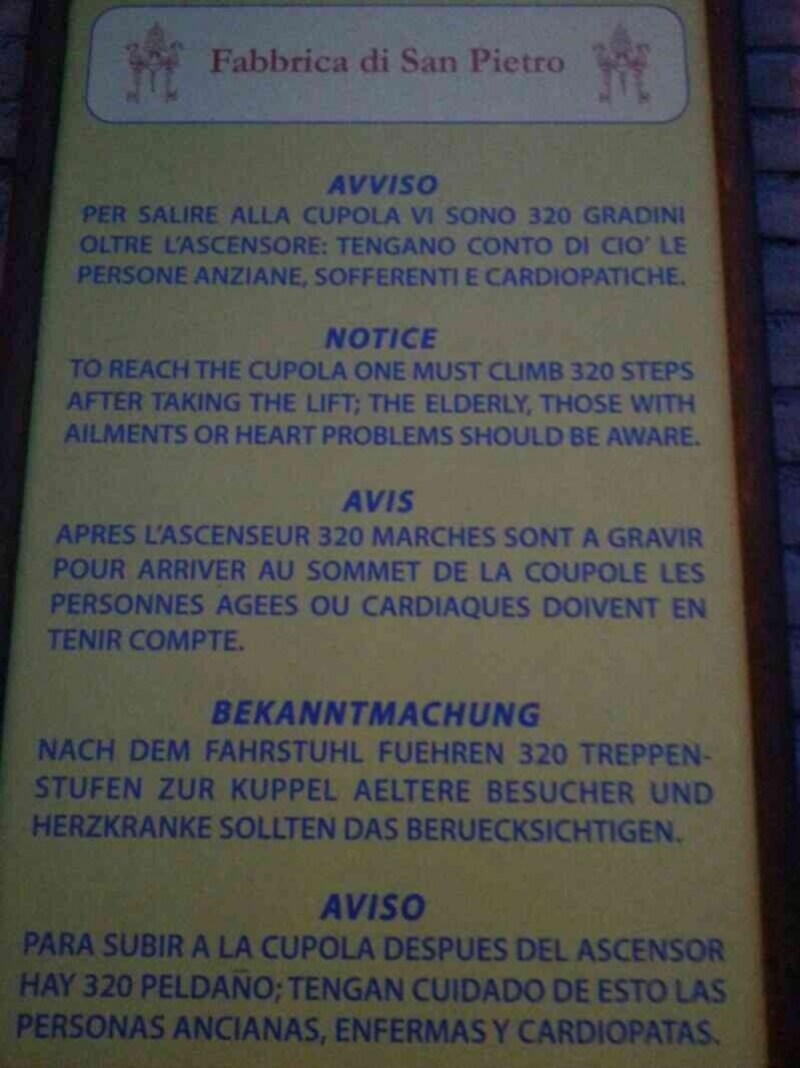 Fabbrica di San Pietro
AVVISO
PER SALIRE ALLA CUPOLA VI SONO 320 GRADINI
OLTRE L'ASCENSORE: TENGANO CONTO DI CIO' LE
PERSONE ANZIANE, SOFFERENTI E CARDIOPATICHE.
NOTICE
TO REACH THE CUPOLA ONE MUST CLIMB 320 STEPS
AFTER TAKING THE LIFT; THE ELDERLY, THOSE WITH
AILMENTS OR HEART PROBLEMS SHOULD BE AWARE.
AVIS
APRES L'ASCENSEUR 320 MARCHES SONT A GRAVIR
POUR ARRIVER AU SOMMET DE LA COUPOLE LES
PERSONNES AGEES OU CARDIAQUES DOIVENT EN
TENIR COMPTE.
BEKANNTMACHUNG
NACH DEM FAHRSTUHL FUEHREN 320 TREPPEN-
STUFEN ZUR KUPPEL AELTERE BESUCHER UND
HERZKRANKE SOLLTEN DAS BERUECKSICHTIGEN.
AVISO
PARA SUBIR A LA CUPOLA DESPUES DEL ASCENSOR
HAY 320 PELDAÑO; TENGAN CUIDADO DE ESTO LAS
PERSONAS ANCIANAS, ENFERMAS Y CARDIOPATAS.